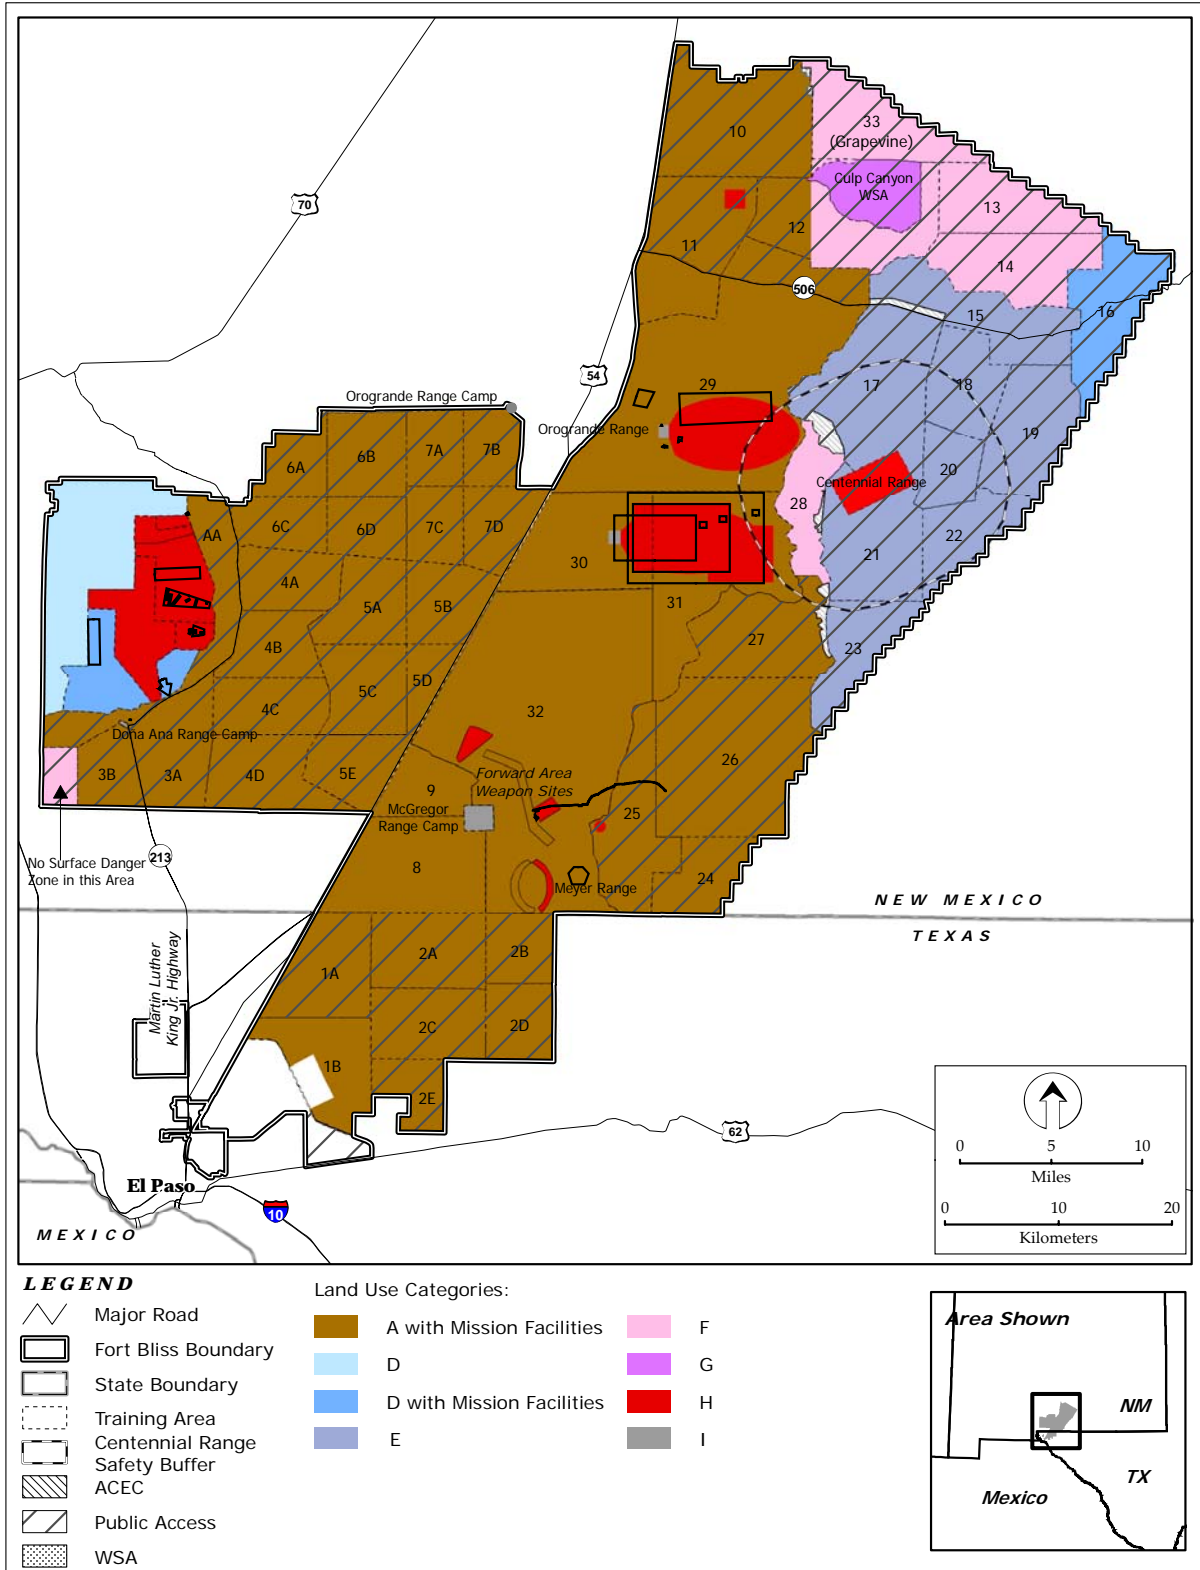 10
33
(Grapevine)
Culp Canyon
WSA
13
70
12
11
14
506
15
16
54
29
17
18
Orogrande Range Camp
Orogrande Range
19
6A
6B
7A
7B
20
Centennial Range
28
AA
6C
6D
7C
7D
22
21
30
4A
5A
5B
31
27
4B
23
5C
5D
4C
32
Dona Ana Range Camp
26
3B
3A
4D
5E
Forward Area
Weapon Sites
9
McGregor
Range Camp
25
No Surface Danger
Zone in this Area
213
8
Meyer Range
24
NEW MEXICO
TEXAS
Martin Luther
King Jr. Highway
1A
2A
2B
2C
2D
1B
2E
62
El Paso
10
MEXICO
0 5 10
Miles
0 10 20
Kilometers
LEGEND
Major Road
Fort Bliss Boundary
State Boundary
Training Area
Centennial Range
Safety Buffer
ACEC
Public Access
WSA
Land Use Categories:
A with Mission Facilities
D
D with Mission Facilities
E
F
G
H
I
Area Shown
NM
TX
Mexico